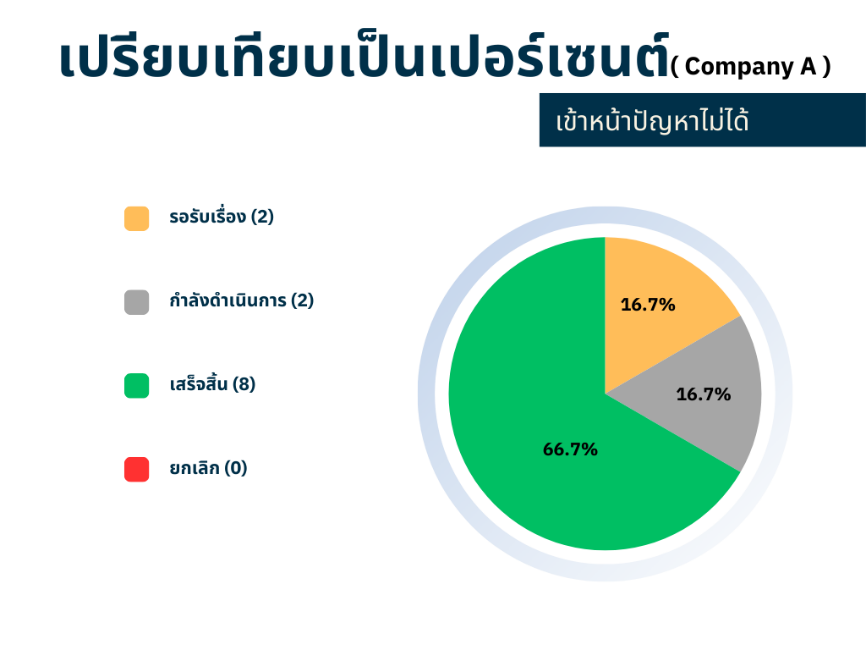 เปรียบเทียบเป็นเปอร์เซนต์( Company A )
เข้าหน้าปัญหาไม่ได้
รอรับเรื่อง (2)
กำลังดำเนินการ (2)
เสร็จสิ้น (8)
ยกเลิก (0)
16.7%
16.7%
66.7%